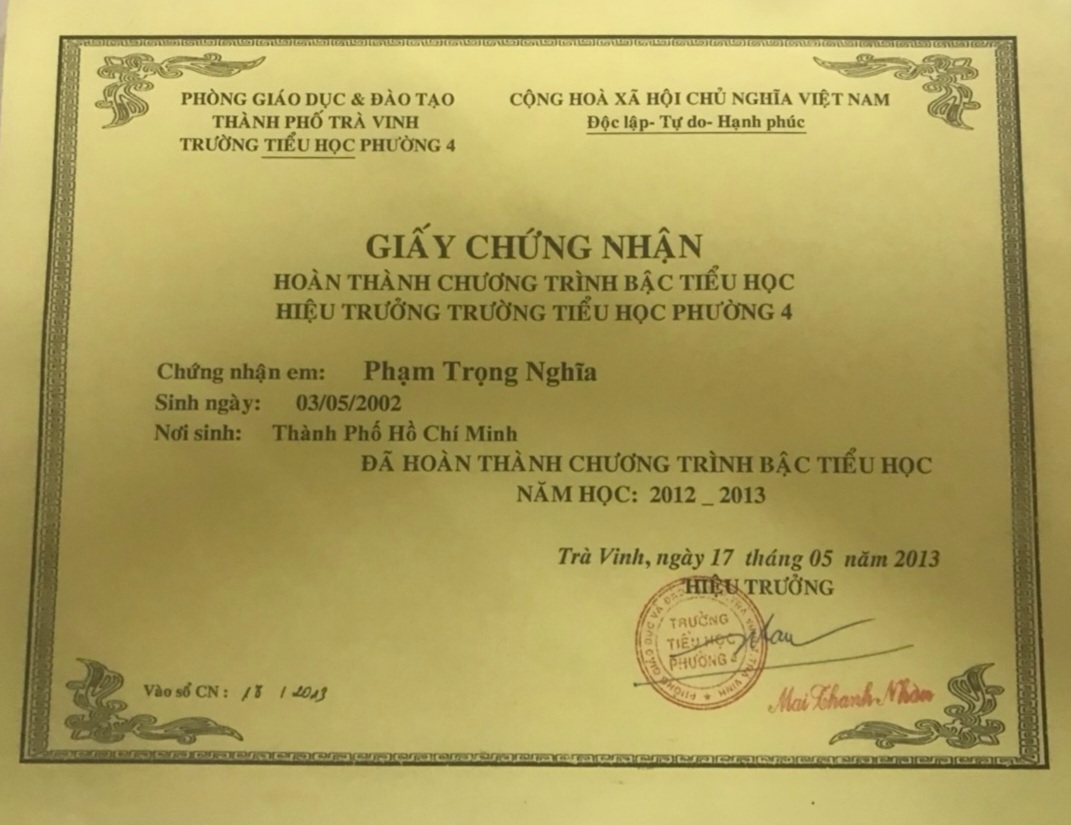 PHÒNG GIÁO DỤC & ĐÀO TẠO
THÀNH PHỐ TRÀ VINH
TRƯỜNG TIỂU HỌC PHƯỜNG 4
CỘNG HOÀ XÃ HỘI CHỦ NGHĨA VIỆT NAM
Độc lập- Tự do- Hạnh phúc
GIẤY CHỨNG NHẬN
HOÀN THÀNH CHƯƠNG TRÌNH BẬC TIỂU HỌC
HIỆU TRƯỞNG TRƯỜNG TIỂU HỌC PHƯỜNG 4
Chứng nhận em: Phạm Trọng Nghĩa
Sinh ngày: 03/05/2002
Nơi sinh: Thành Phố Hồ Chí Minh
ĐÃ HOÀN THÀNH CHƯƠNG TRÌNH BẬC TIỂU HỌC
NĂM HỌC: 2012 _ 2013
Trà Vinh, ngày 17 tháng 05 năm 2013
HIỆU TRƯỞNG
TRƯỜNG
TIỂU HỌC
PHƯỜNG 4
Mai Thanh Nhàn
Vào sổ CN : / 2013